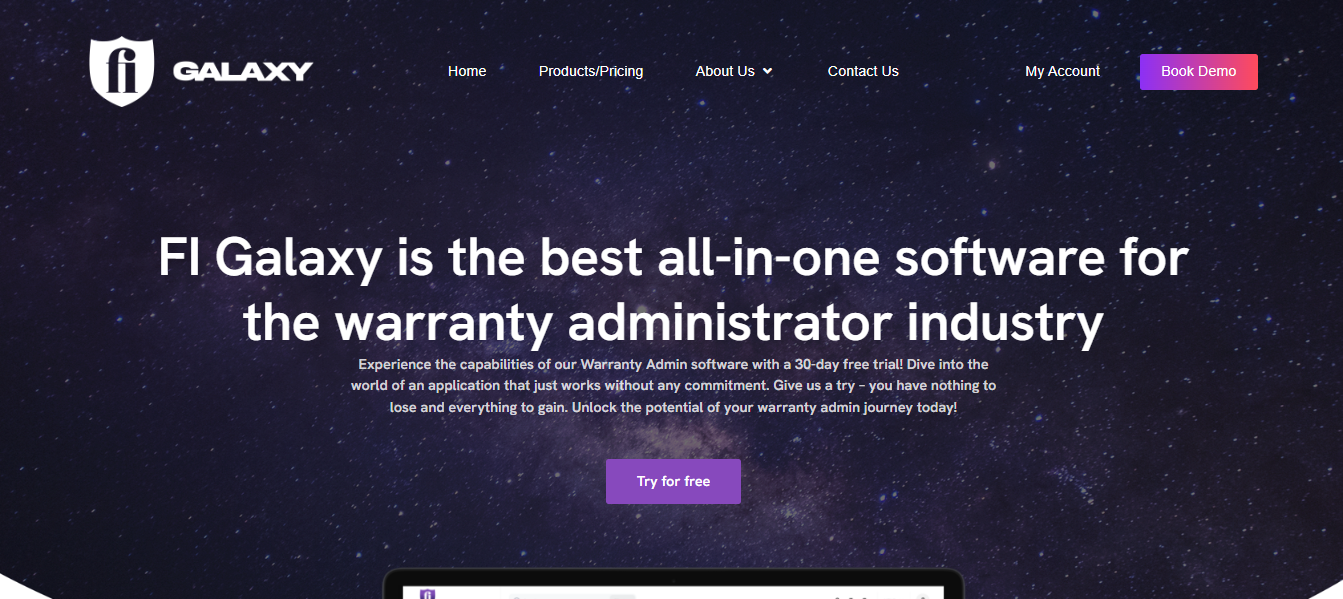 fi GALAXY
Home
Products/Pricing
About Us
Contact Us
My Account
Book Demo
FI Galaxy is the best all-in-one software for
the warranty administrator industry
Experience the capabilities of our Warranty Admin software with a 30-day free trial! Dive into the
world of an application that just works without any commitment. Give us a try – you have nothing to
lose and everything to gain. Unlock the potential of your warranty admin journey today!
Try for free
fi